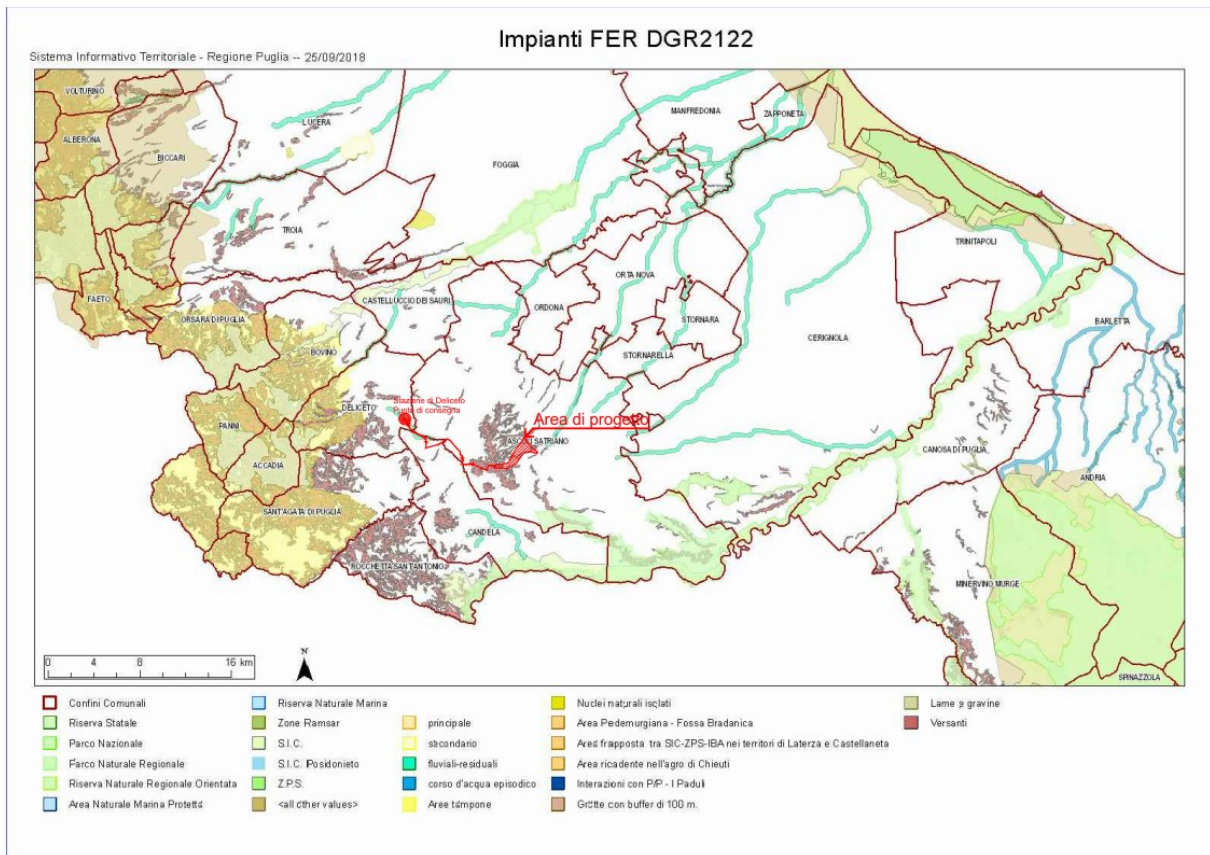 Impianti FER DGR2122
Sistema Informativo Territoriale - Regione Puglia -- 25/09/2018
VOLTURINO
ALBERONA
BICCARI
LUCERA
FOGGIA
MANFREDONIA
ZAPPONETA
TROIA
TRINITAPOLI
FAETO
ORSARA DI PUGLIA
CASTELLUCCIO DEI SAURI
ORTA NOVA
ORDONA
STORNARA
BARLETTA
BOVINO
STORNARELLA
CERIGNOLA
Stazione di Deliceto
Punto di consegna
DELICETO
Area di progetto
PANNI
ASCOLI SATRIANO
CANOSA DI PUGLIA
ACCADIA
ANDRIA
SANT'AGATA DI PUGLIA
CANDELA
ROCCHETTA SANT'ANTONIO
MINERVINO MURGE
SPINAZZOLA
0 4 8 16 km
N
Confini Comunali
Riserva Statale
Parco Nazionale
Parco Naturale Regionale
Riserva Naturale Regionale Orientata
Area Naturale Marina Protetta
Riserva Naturale Marina
Zone Ramsar
S.I.C.
S.I.C. Posidonieto
Z.P.S.
<all other values>
principale
secondario
fluviali-residuali
corso d'acqua episodico
Aree tampone
Nuclei naturali isolati
Area Pedemurgiana - Fossa Bradanica
Area frapposta tra SIC-ZPS-IBA nei territori di Laterza e Castellaneta
Area ricadente nell'agro di Chieuti
Interazioni con P/P - I Paduli
Grotte con buffer di 100 m.
Lame e gravine
Versanti